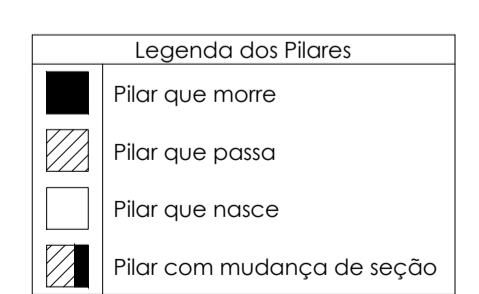 Legenda dos Pilares
Pilar que morre
Pilar que passa
Pilar que nasce
Pilar com mudança de seção